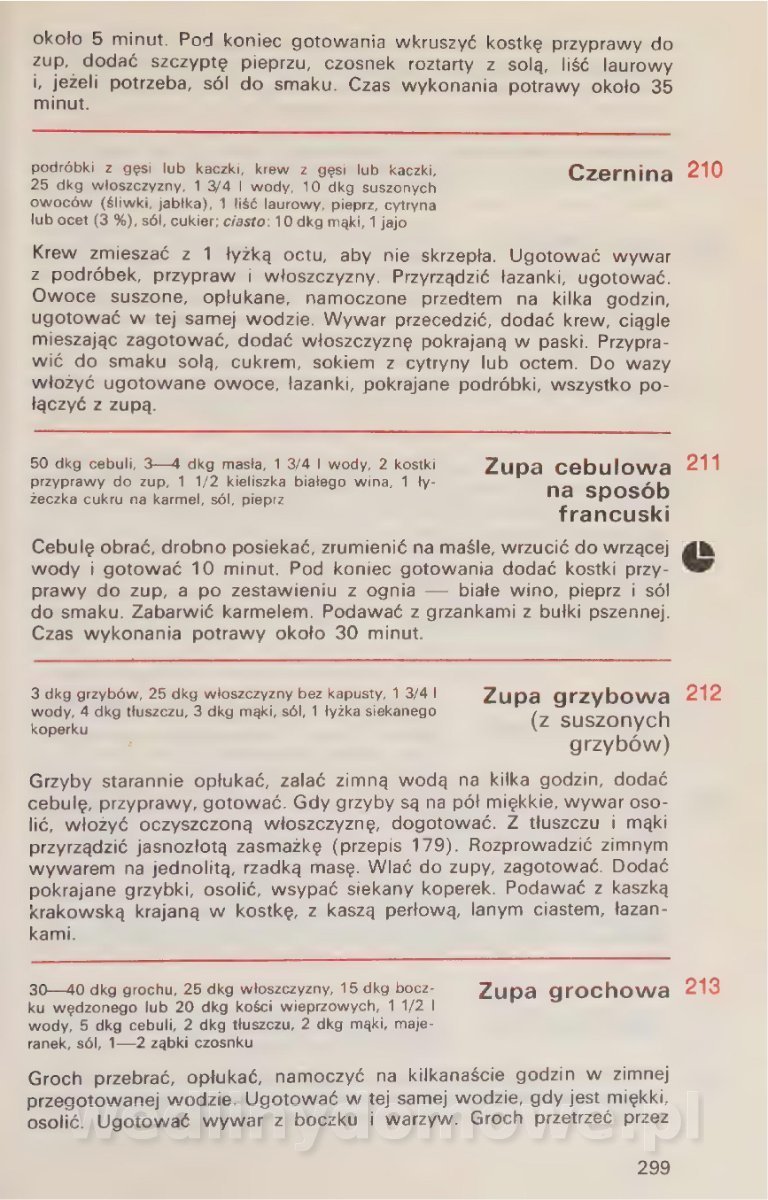 około 5 minut. Pod koniec gotowania wkruszyć kostkę przyprawy do
zup, dodać szczyptę pieprzu, czosnek roztarty z solą, liść laurowy
i, jeżeli potrzeba, sól do smaku. Czas wykonania potrawy około 35
minut.
podróbki z gęsi lub kaczki, krew z gęsi lub kaczki,
25 dkg włoszczyzny, 1 3/4 l wody, 10 dkg suszonych
owoców (śliwki, jabłka), 1 liść laurowy, pieprz, cytryna
lub ocet (3 %), sól, cukier; ciasto: 10 dkg mąki, 1 jajo
Czernina 210
Krew zmieszać z 1 łyżką octu, aby nie skrzepła. Ugotować wywar
z podróbek, przypraw i włoszczyzny. Przyrządzić łazanki, ugotować.
Owoce suszone, opłukane, namoczone przedtem na kilka godzin,
ugotować w tej samej wodzie. Wywar przecedzić, dodać krew, ciągle
mieszając zagotować, dodać włoszczyznę pokrajaną w paski. Przypra-
wić do smaku solą, cukrem, sokiem z cytryny lub octem. Do wazy
włożyć ugotowane owoce, łazanki, pokrajane podróbki, wszystko po-
łączyć z zupą.
50 dkg cebuli, 3—4 dkg masła, 1 3/4 l wody, 2 kostki
przyprawy do zup, 1 1/2 kieliszka białego wina, 1 ły-
żeczka cukru na karmel, sól, pieprz
Zupa cebulowa 211
na sposób
francuski
Cebulę obrać, drobno posiekać, zrumienić na maśle, wrzucić do wrzącej
wody i gotować 10 minut. Pod koniec gotowania dodać kostki przy-
prawy do zup, a po zestawieniu z ognia — białe wino, pieprz i sól
do smaku. Zabarwić karmelem. Podawać z grzankami z bułki pszennej.
Czas wykonania potrawy około 30 minut.
3 dkg grzybów, 25 dkg włoszczyzny bez kapusty, 1 3/4 l
wody, 4 dkg tłuszczu, 3 dkg mąki, sól, 1 łyżka siekanego
koperku
Zupa grzybowa 212
(z suszonych
grzybów)
Grzyby starannie opłukać, zalać zimną wodą na kilka godzin, dodać
cebulę, przyprawy, gotować. Gdy grzyby są na pół miękkie, wywar oso-
lić, włożyć oczyszczoną włoszczyznę, dogotować. Z tłuszczu i mąki
przyrządzić jasnozłotą zasmażkę (przepis 179). Rozprowadzić zimnym
wywarem na jednolitą, rzadką masę. Wlać do zupy, zagotować. Dodać
pokrajane grzybki, osolić, wsypać siekany koperek. Podawać z kaszką
krakowską krajaną w kostkę, z kaszą perłową, lanym ciastem, łazan-
kami.
30—40 dkg grochu, 25 dkg włoszczyzny, 15 dkg bocz-
ku wędzonego lub 20 dkg kości wieprzowych, 1 1/2 l
wody, 5 dkg cebuli, 2 dkg tłuszczu, 2 dkg mąki, maje-
ranek, sól, 1—2 ząbki czosnku
Zupa grochowa 213
Groch przebrać, opłukać, namoczyć na kilkanaście godzin w zimnej
przegotowanej wodzie. Ugotować w tej samej wodzie, gdy jest miękki,
osolić. Ugotować wywar z boczku i warzyw. Groch przetrzeć przez
wedlinydomowe.pl
299